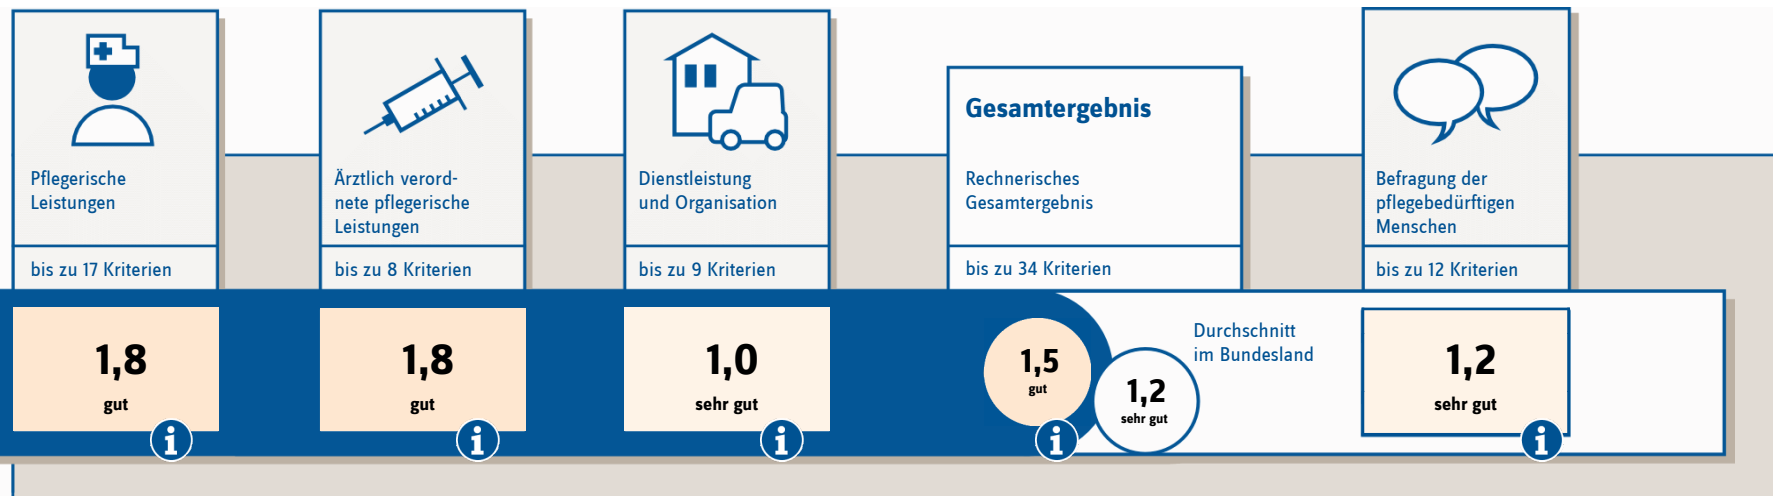 Pflegerische
Leistungen
bis zu 17 Kriterien
1,8
gut
i
Ärztlich verord-
nete pflegerische
Leistungen
bis zu 8 Kriterien
1,8
gut
i
Dienstleistung
und Organisation
bis zu 9 Kriterien
1,0
sehr gut
i
Gesamtergebnis
Rechnerisches
Gesamtergebnis
bis zu 34 Kriterien
1,5
gut
i
1,2
sehr gut
Durchschnitt
im Bundesland
Befragung der
pflegebedürftigen
Menschen
bis zu 12 Kriterien
1,2
sehr gut
i